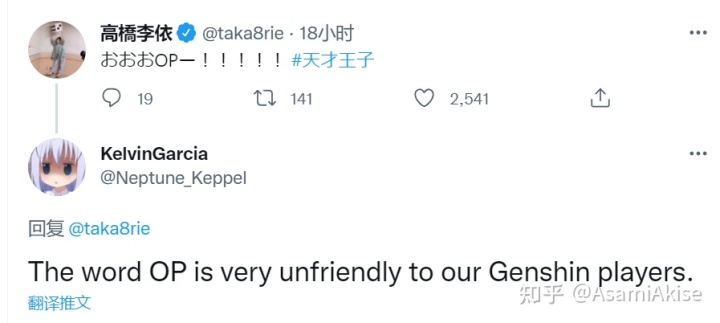 高橋李依 @taka8rie · 18小时
おおおOPー！！！！！ #天才王子
19 141 2,541
KelvinGarcia
@Neptune_Keppel
回复 @taka8rie
The word OP is very unfriendly to our Genshin players.
知乎 @AsamiAkise
翻译推文